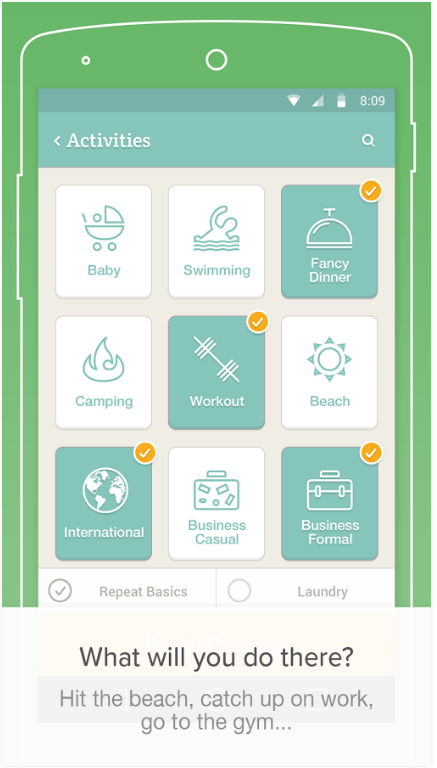 8:09
Activities
Baby
Swimming
Fancy
Dinner
Camping
Workout
Beach
International
Business
Casual
Business
Formal
Repeat Basics
Laundry
What will you do there?
Hit the beach, catch up on work,
go to the gym...